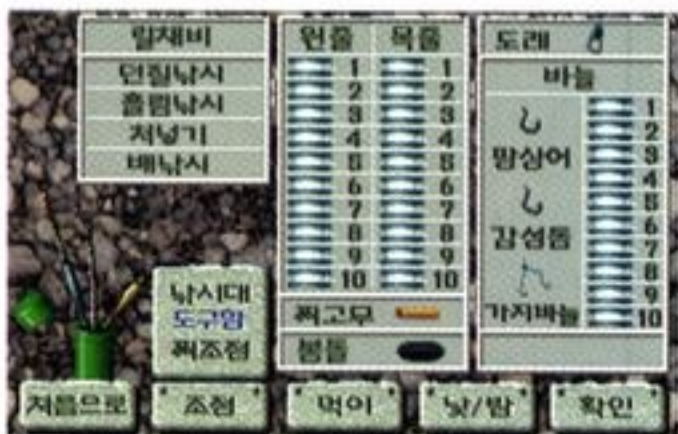 릴채비
던질낚시
흘림낚시
처넣기
배낚시
원줄 목줄
1 1
2 2
3 3
4 4
5 5
6 6
7 7
8 8
9 9
10 10
찌고무
봉돌
도래
바늘
망상어
감성돔
가지바늘
1
2
3
4
5
6
7
8
9
10
낚시대
도구함
찌조절
처음으로
조정
먹이
낮/밤
확인